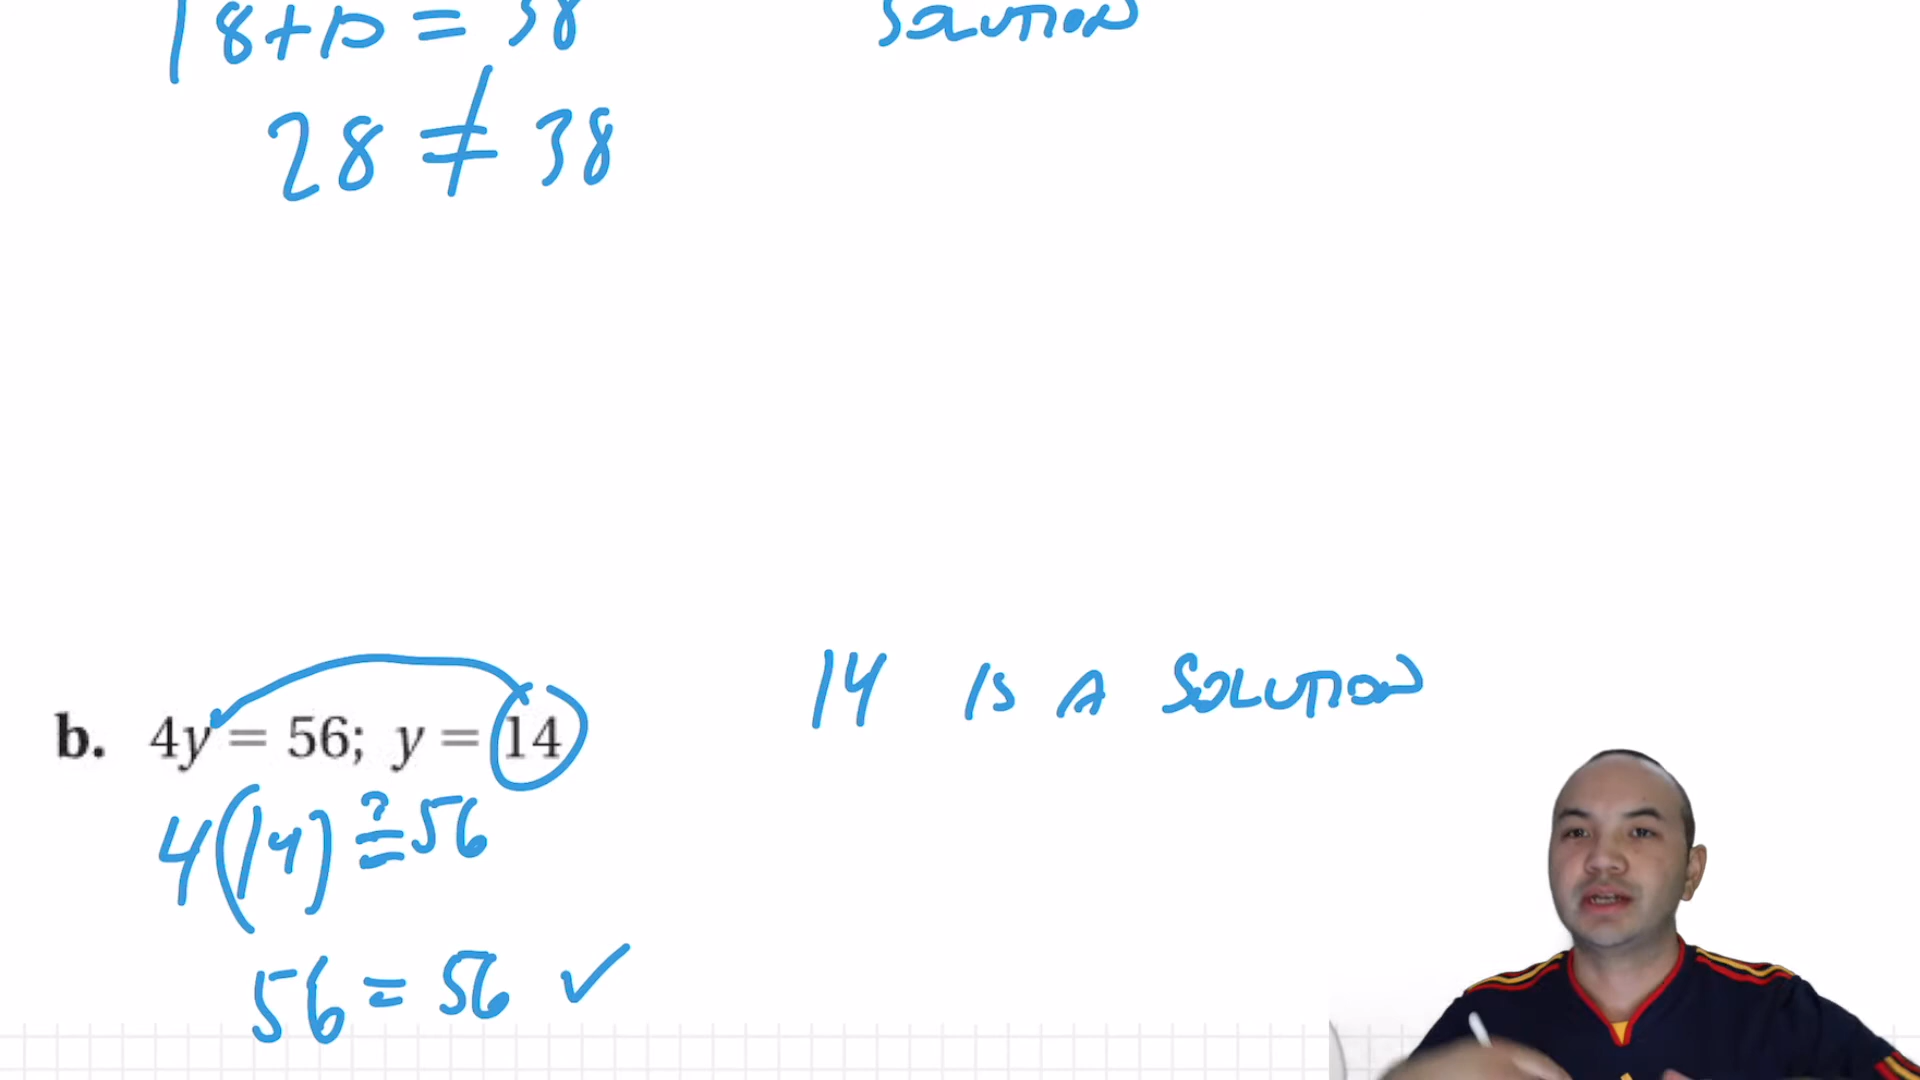 18+10 = 38
SOLUTION
28 ≠ 38
14 IS A SOLUTION
b. 4y = 56; y = 14
4(14) ≟ 56
56 = 56 ✓